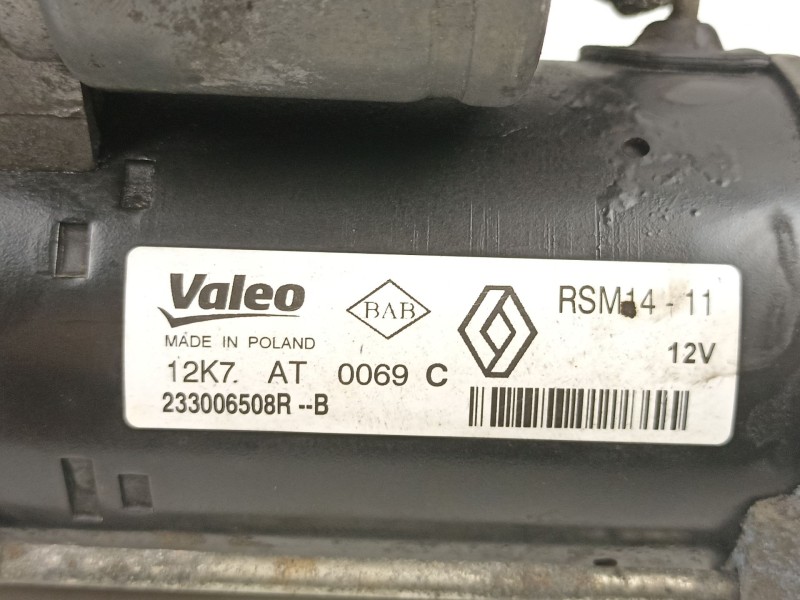 Valeo
BAB
RSM14 - 11
MADE IN POLAND
12V
12K7. AT 0069 C
233006508R --B